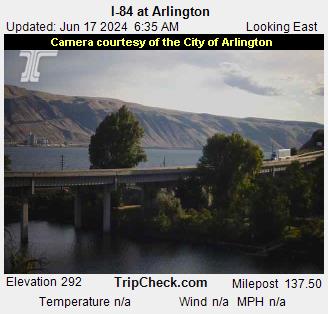 I-84 at Arlington
Updated: Jun 17 2024 6:35 AM Looking East
Camera courtesy of the City of Arlington
Elevation 292 TripCheck.com Milepost 137.50
Temperature n/a Wind n/a MPH n/a